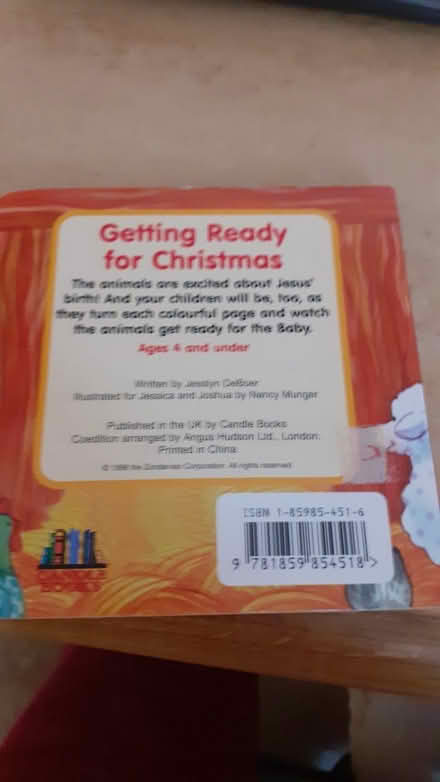 Getting Ready
for Christmas
The animals are excited about Jesus'
birth! And your children will be, too, as
they turn each colourful page and watch
the animals get ready for the Baby.
Ages 4 and under
Written by Jesslyn DeBoer
Illustrated for Jessica and Joshua by Nancy Munger
Published in the UK by Candle Books
Coedition arranged by Angus Hudson Ltd., London.
Printed in China
© 1996 the Zondervan Corporation. All rights reserved
ISBN 1-85985-451-6
9 781859 854518 >
CANDLE
BOOKS